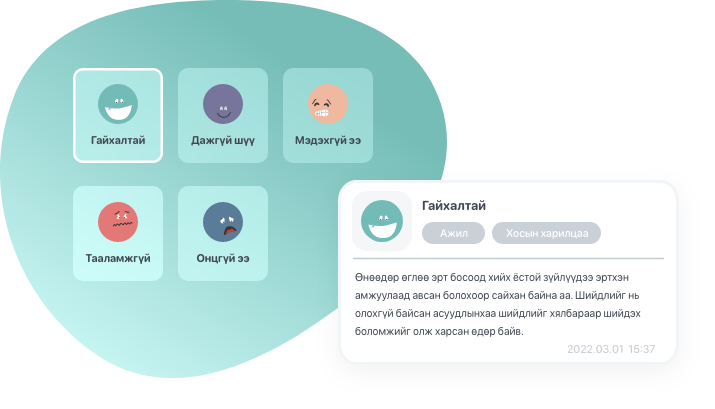 Гайхалтай
Дажгүй шүү
Мэдэхгүй ээ
Тааламжгүй
Онцгүй ээ
Гайхалтай
Ажил
Хосын харилцаа
Өнөөдөр өглөө эрт босоод хийх ёстой зүйлүүдээ эртхэн
амжуулаад авсан болохоор сайхан байна аа. Шийдлийг нь
олохгүй байсан асуудлынхаа шийдлийг хялбараар шийдэх
боломжийг олж харсан өдөр байв.
2022.03.01 15:37